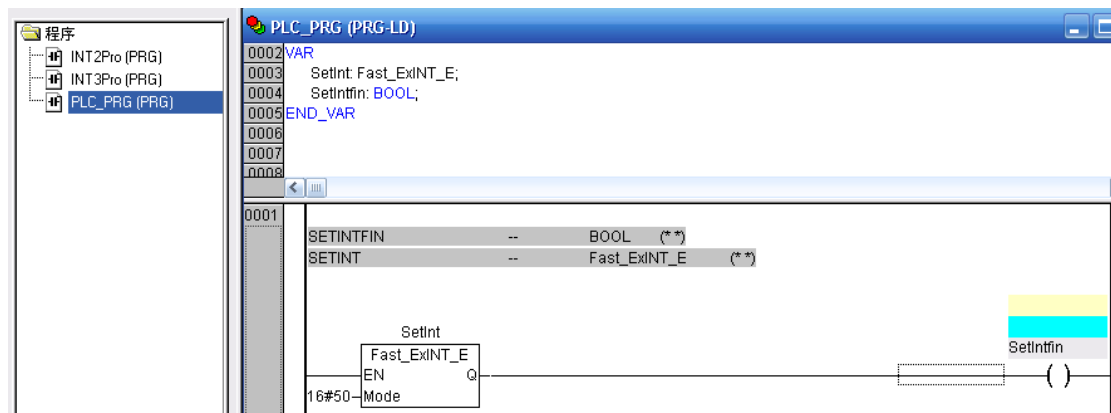 程序
INT2Pro (PRG)
INT3Pro (PRG)
PLC_PRG (PRG)
PLC_PRG (PRG-LD)
0002 VAR
0003 SetInt: Fast_ExINT_E;
0004 SetIntfin: BOOL;
0005 END_VAR
0006
0007
0008
0001
SETINTFIN -- BOOL (* *)
SETINT -- Fast_ExINT_E (* *)
SetInt
SetIntfin
Fast_ExINT_E
EN Q
( )
16#50 Mode